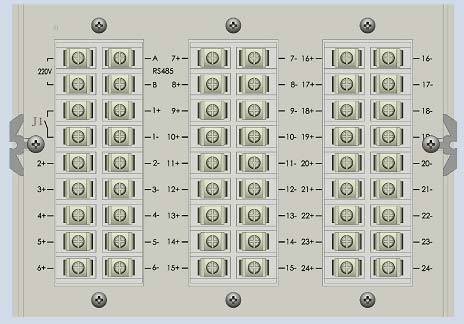 A 7+ 7- 16+ 16-
220V RS485
B 8+ 8- 17+ 17-
1+ 9+ 9- 18+ 18-
J1
1- 10+ 10- 19+ 19-
2+ 2- 11+ 11- 20+ 20-
3+ 3- 12+ 12- 21+ 21-
4+ 4- 13+ 13- 22+ 22-
5+ 5- 14+ 14- 23+ 23-
6+ 6- 15+ 15- 24+ 24-